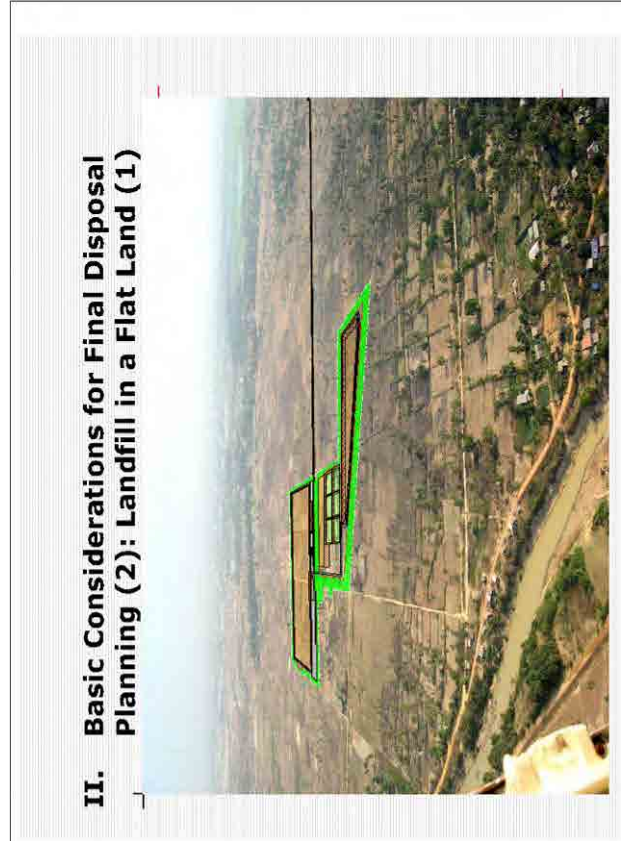 II. Basic Considerations for Final Disposal
Planning (2): Landfill in a Flat Land (1)